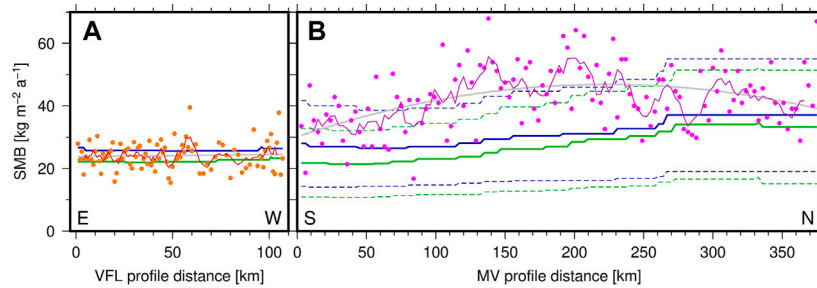 A
B
60
40
20
0
SMB [kg m⁻² a⁻¹]
E
W
S
N
0
50
100
0
50
100
150
200
250
300
350
VFL profile distance [km]
MV profile distance [km]